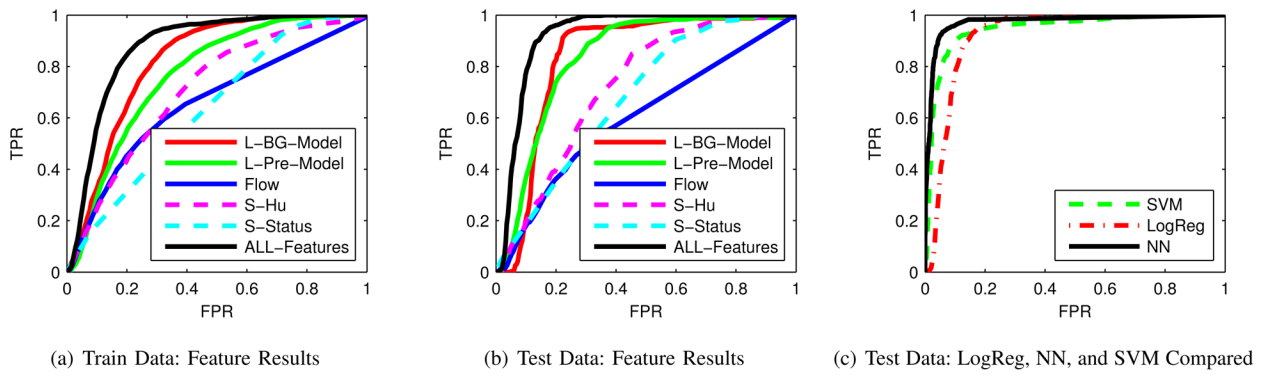 TPR
1
0.8
0.6
0.4
0.2
0
0 0.2 0.4 0.6 0.8 1
FPR
L-BG-Model
L-Pre-Model
Flow
S-Hu
S-Status
ALL-Features
(a) Train Data: Feature Results
TPR
1
0.8
0.6
0.4
0.2
0
0 0.2 0.4 0.6 0.8 1
FPR
L-BG-Model
L-Pre-Model
Flow
S-Hu
S-Status
ALL-Features
(b) Test Data: Feature Results
TPR
1
0.8
0.6
0.4
0.2
0
0 0.2 0.4 0.6 0.8 1
FPR
SVM
LogReg
NN
(c) Test Data: LogReg, NN, and SVM Compared